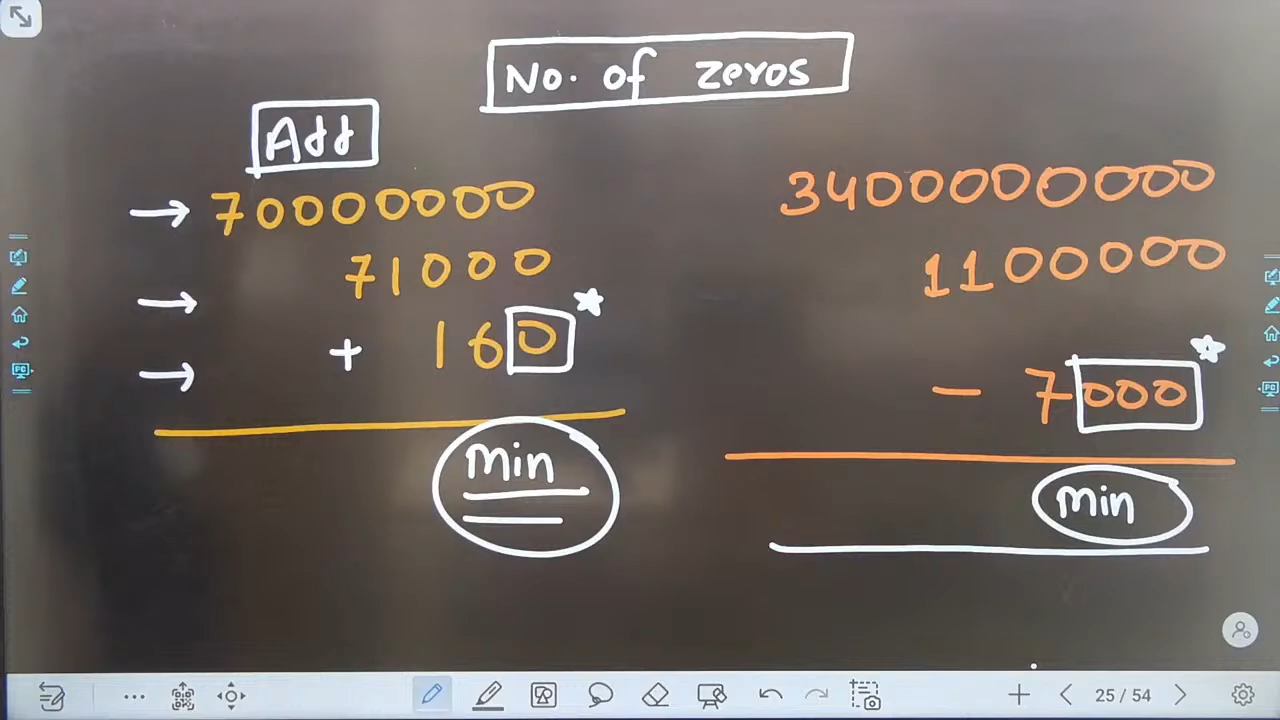 No. of zeros
Add
→ 70000000
71000
→
+ 160
→
min
3400000000
1100000
- 7000
min
25 / 54